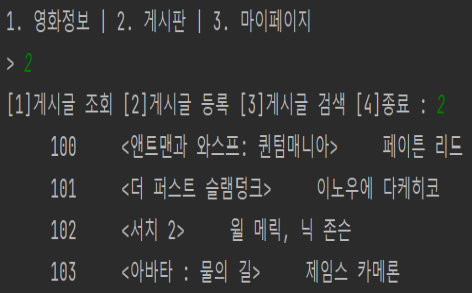 1. 영화정보 | 2. 게시판 | 3. 마이페이지
> 2
[1]게시글 조회 [2]게시글 등록 [3]게시글 검색 [4]종료 : 2
100 <앤트맨과 와스프: 퀀텀매니아> 페이튼 리드
101 <더 퍼스트 슬램덩크> 이노우에 다케히코
102 <서치 2> 윌 메릭, 닉 존슨
103 <아바타 : 물의 길> 제임스 카메론